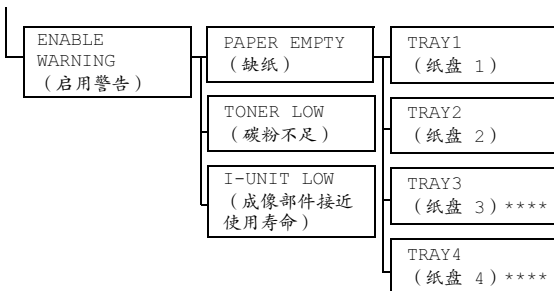 ENABLE
WARNING
（启用警告）
PAPER EMPTY
（缺纸）
TONER LOW
（碳粉不足）
I-UNIT LOW
（成像部件接近
使用寿命）
TRAY1
（纸盘 1）
TRAY2
（纸盘 2）
TRAY3
（纸盘 3）****
TRAY4
（纸盘 4）****